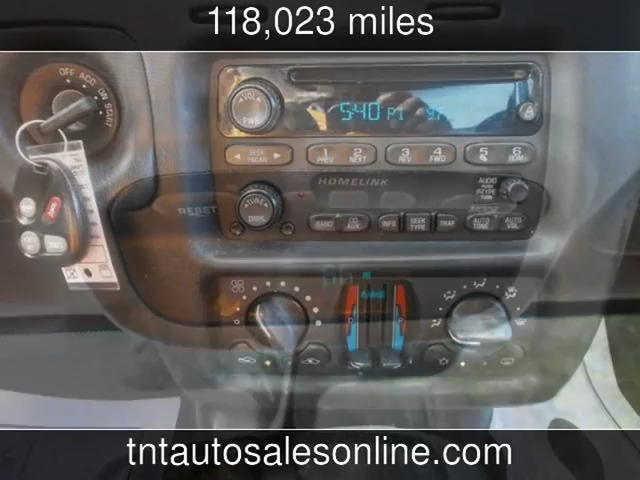 118,023 miles
OFF ACC ON START
VOL PWR
5:40
SEEK
1 PREV 2 NEXT 3 REV 4 FWD 5 6
HOMELINK
AUDIO
RESET
TUNE DISPL
BAND CD AUX INFO SEEK TYPE TRAF AUTO TONE AUTO VOL
tntautosalesonline.com